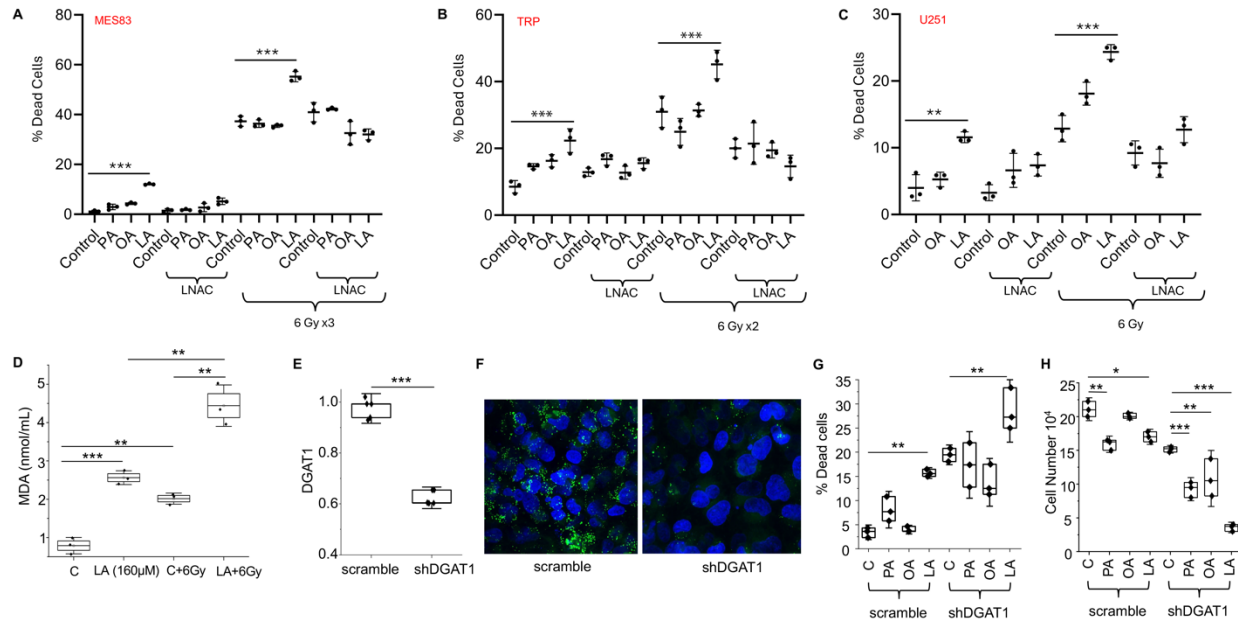 A
MES83
% Dead Cells
80
60
40
20
0
***
***
Control
PA
OA
LA
Control
PA
OA
LA
Control
PA
OA
LA
Control
PA
OA
LA
LNAC
LNAC
6 Gy x3
B
TRP
% Dead Cells
60
40
20
0
***
***
Control
PA
OA
LA
Control
PA
OA
LA
Control
PA
OA
LA
Control
PA
OA
LA
LNAC
LNAC
6 Gy x2
C
U251
% Dead Cells
30
20
10
0
**
***
Control
OA
LA
Control
OA
LA
Control
OA
LA
Control
OA
LA
LNAC
LNAC
6 Gy
D
MDA (nmol/mL)
5
4
3
2
1
**
**
**
***
C
LA (160μM)
C+6Gy
LA+6Gy
E
DGAT1
1.0
0.8
0.6
0.4
***
scramble
shDGAT1
F
scramble
shDGAT1
G
% Dead cells
35
30
25
20
15
10
5
0
**
**
C
PA
OA
LA
C
PA
OA
LA
scramble
shDGAT1
H
Cell Number 10⁴
25
20
15
10
5
0
*
**
***
**
***
C
PA
OA
LA
C
PA
OA
LA
scramble
shDGAT1